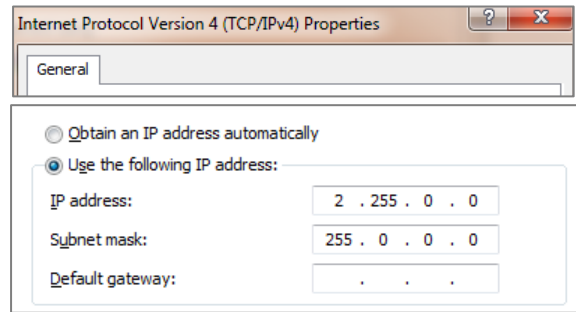 Internet Protocol Version 4 (TCP/IPv4) Properties ? X
General
Obtain an IP address automatically
Use the following IP address:
IP address: 2 . 255 . 0 . 0
Subnet mask: 255 . 0 . 0 . 0
Default gateway: . . .